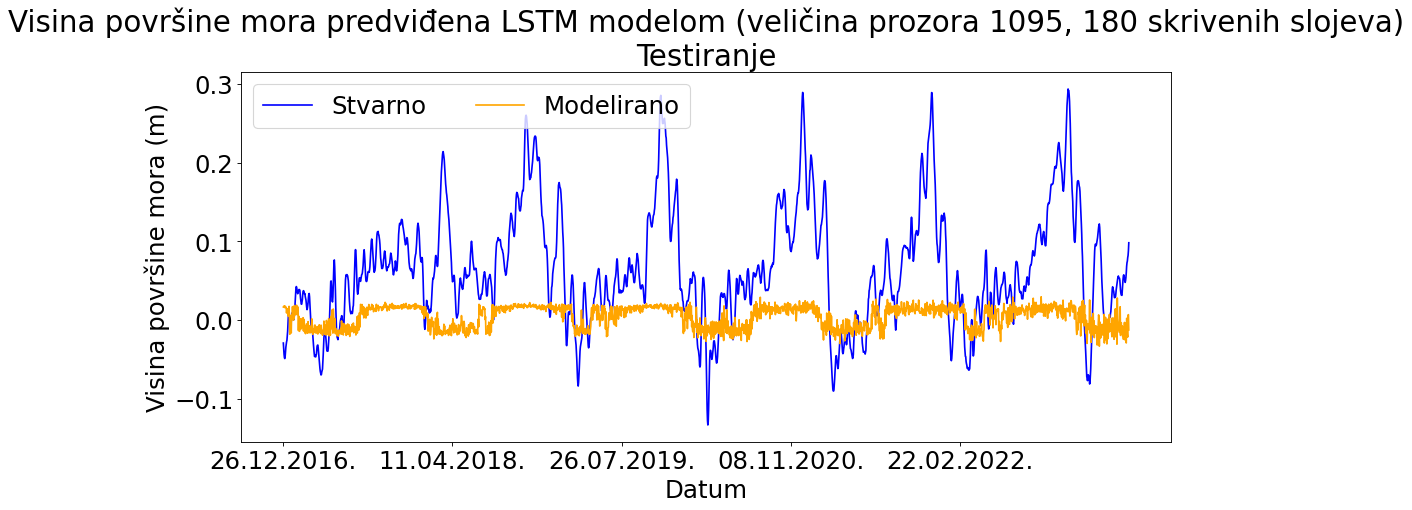 Visina površine mora predviđena LSTM modelom (veličina prozora 1095, 180 skrivenih slojeva)
Testiranje
Stvarno
Modelirano
Visina površine mora (m)
0.3
0.2
0.1
0.0
−0.1
26.12.2016.
11.04.2018.
26.07.2019.
08.11.2020.
22.02.2022.
Datum